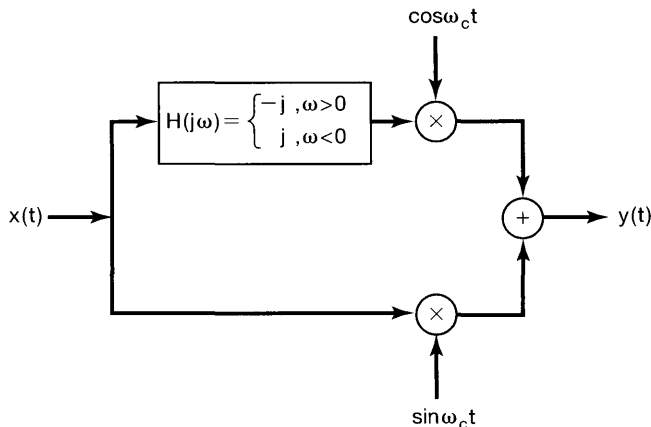 cosω_ct
H(jω) = { -j ,ω>0
j ,ω<0
×
x(t)
+
y(t)
×
sinω_ct